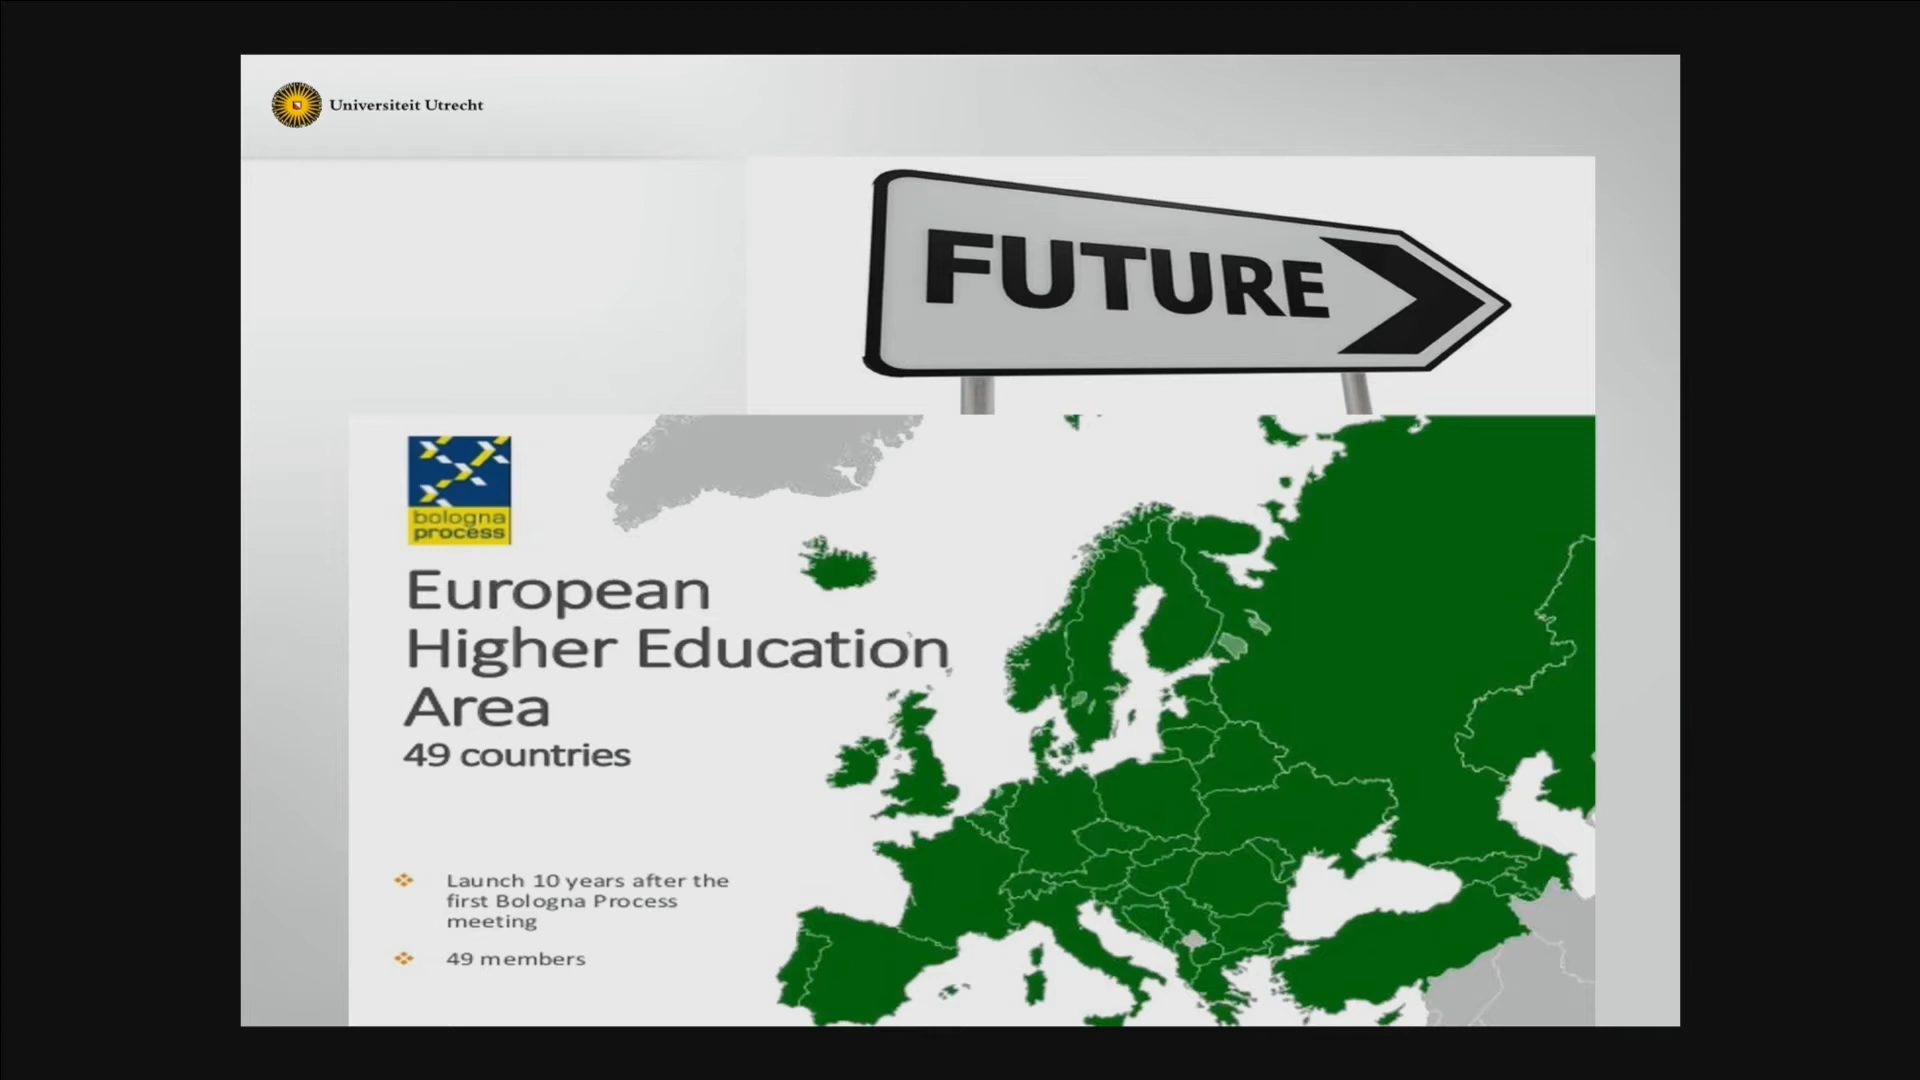 Universiteit Utrecht
FUTURE
bologna
process
European
Higher Education
Area
49 countries
Launch 10 years after the
first Bologna Process
meeting
49 members